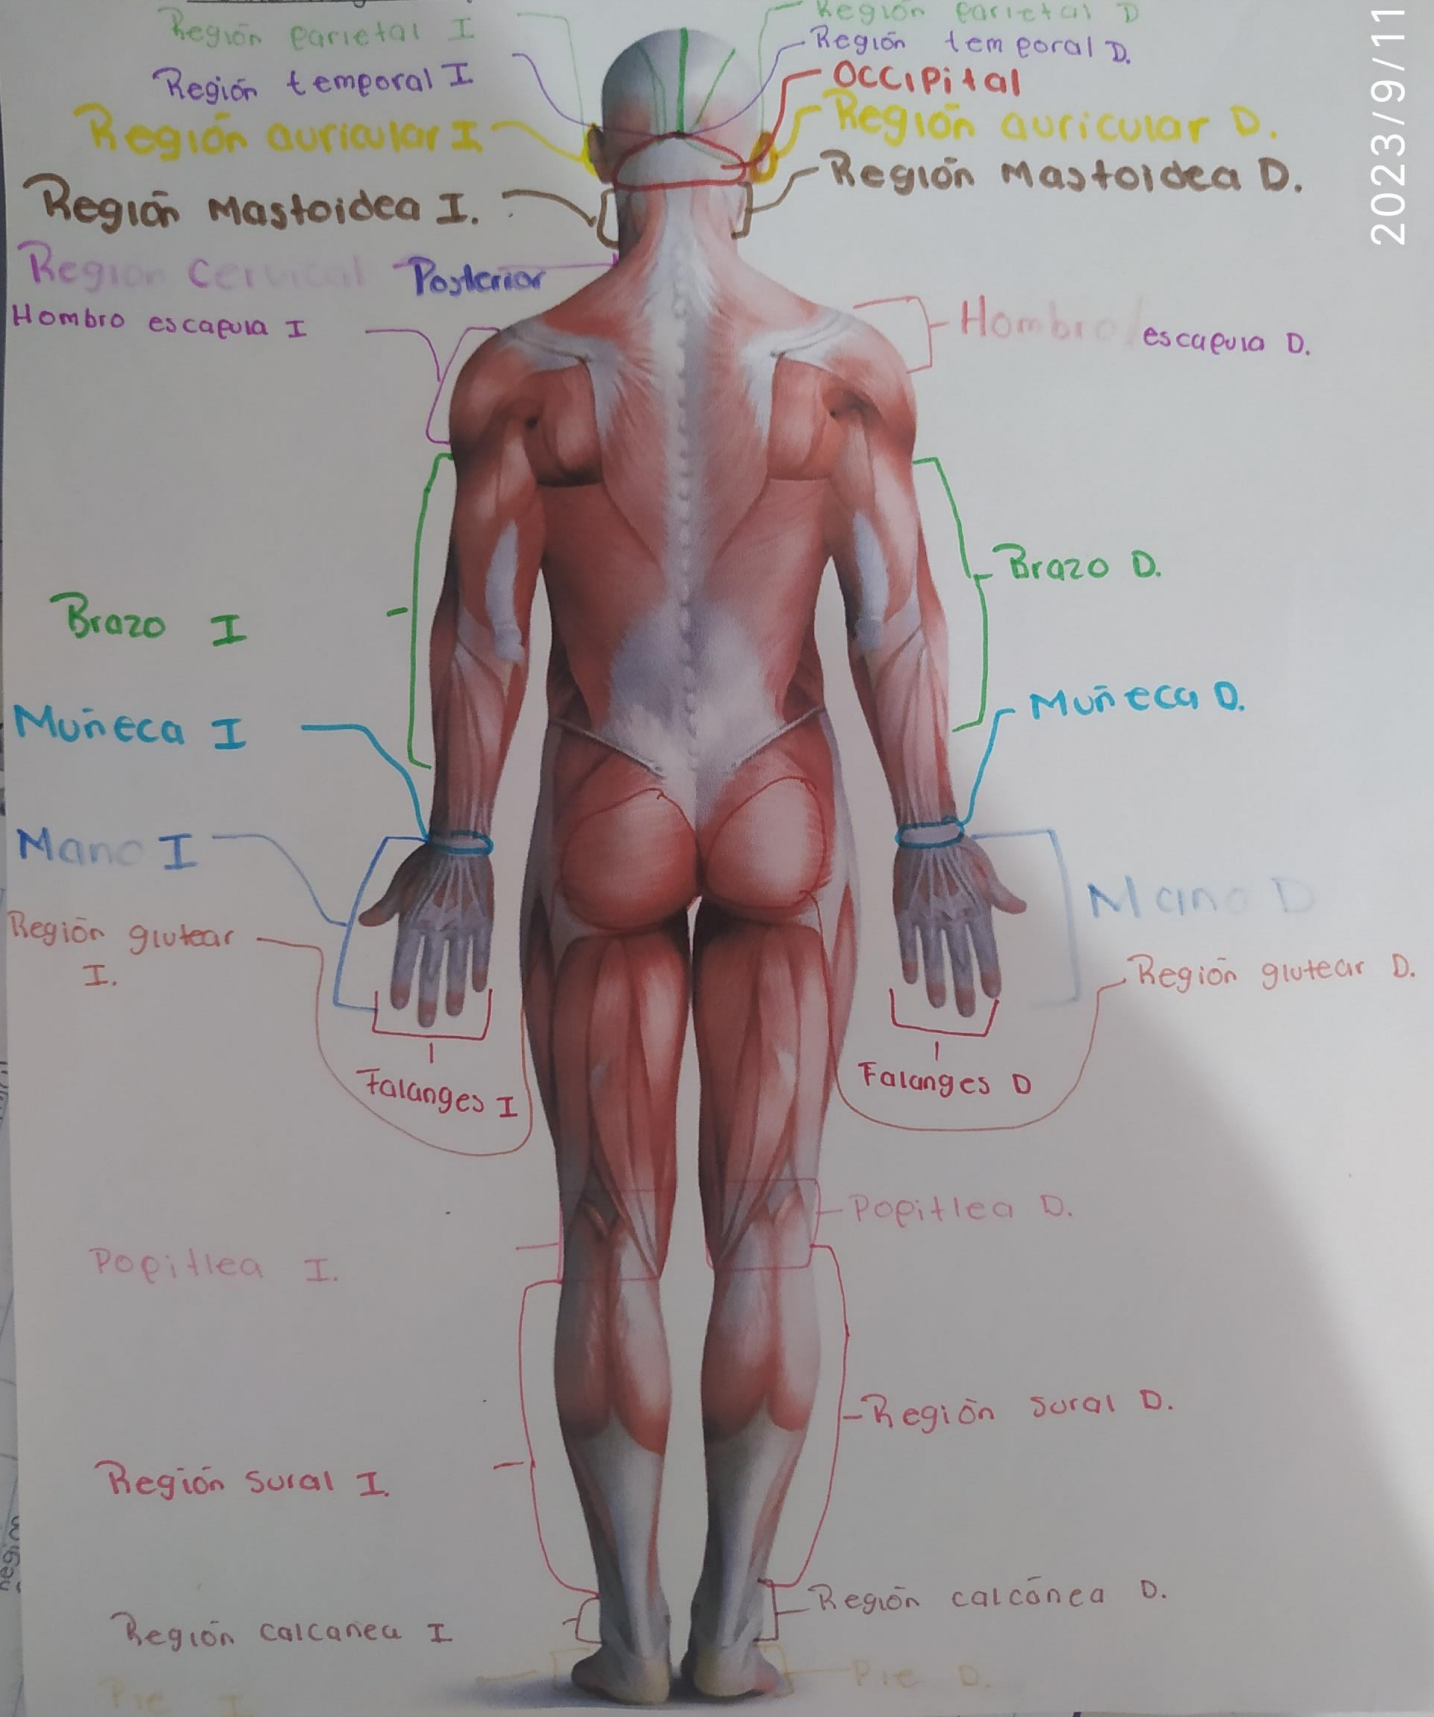 Región parietal I
Región parietal D
Región temporal I
Región temporal D.
Occipital
Región auricular I
Región auricular D.
Región Mastoidea I.
Región Mastoidea D.
Región Cervical Posterior
Hombro escapula I
Hombro/escapula D.
Brazo I
Brazo D.
Muñeca I
Muñeca D.
Mano I
Mano D
Región glutear
I.
Región glutear D.
Falanges I
Falanges D
Popitlea I.
Popitlea D.
Región sural I.
Región sural D.
Región calcanea I
Región calcánea D.
Pie I
Pie D.
2023/9/11